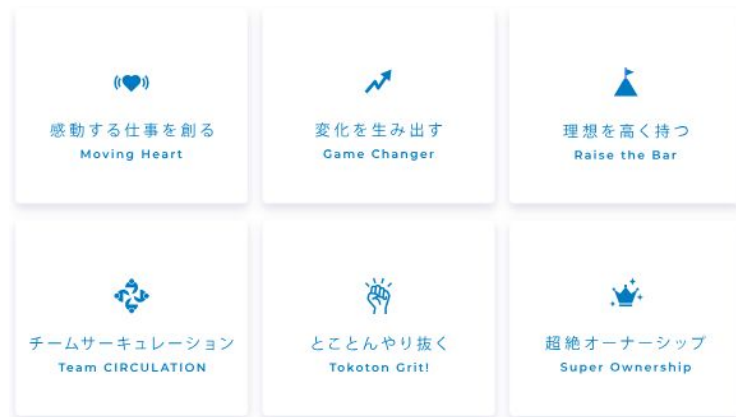 感動する仕事を創る
Moving Heart
変化を生み出す
Game Changer
理想を高く持つ
Raise the Bar
チームサーキュレーション
Team CIRCULATION
とことんやり抜く
Tokoton Grit!
超絶オーナーシップ
Super Ownership